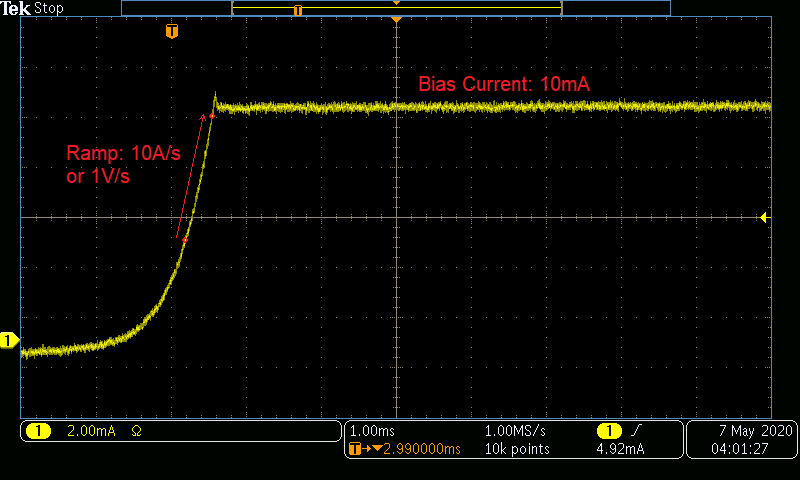 Tek Stop
T
T
Bias Current: 10mA
Ramp: 10A/s
or 1V/s
1
1 2.00mA Ω
1.00ms 1.00MS/s 1
T→▼2.990000ms 10k points 4.92mA
7 May 2020
04:01:27